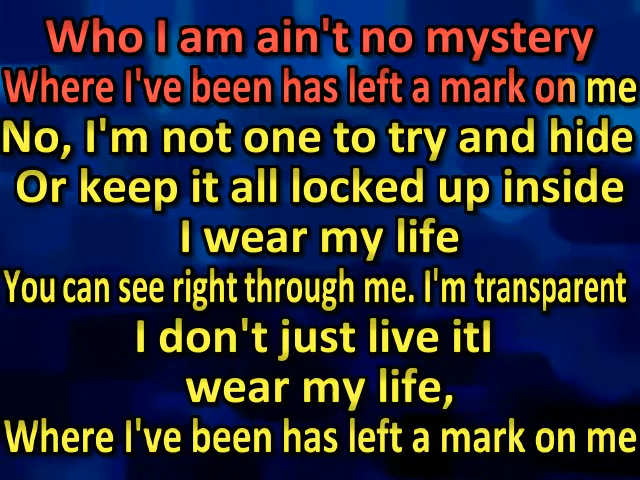 Who I am ain't no mystery
Where I've been has left a mark on me
No, I'm not one to try and hide
Or keep it all locked up inside
I wear my life
You can see right through me. I'm transparent
I don't just live itI
wear my life,
Where I've been has left a mark on me